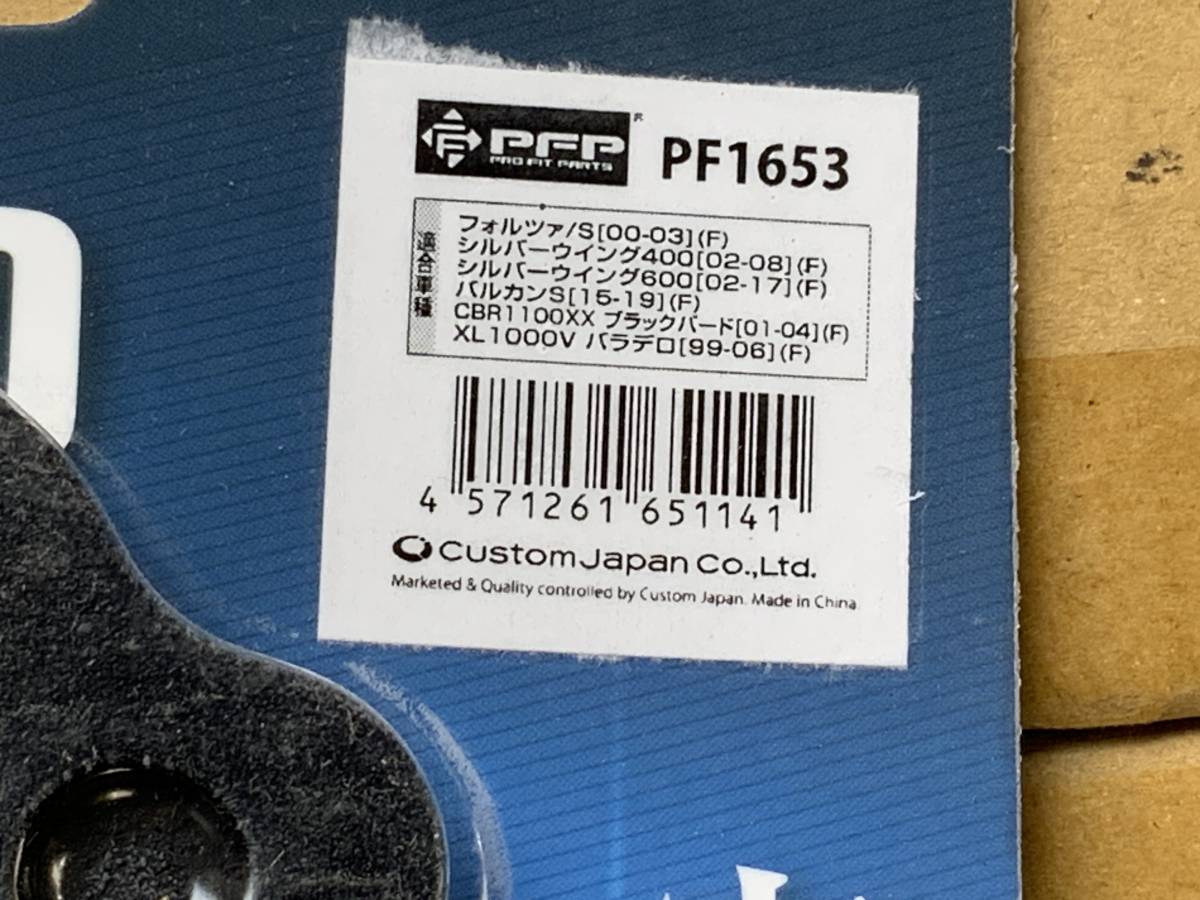 PFP®
PRO FIT PARTS
PF1653
適合車種
フォルツァ/S[00-03](F)
シルバーウイング400[02-08](F)
シルバーウイング600[02-17](F)
バルカンS[15-19](F)
CBR1100XX ブラックバード[01-04](F)
XL1000V バラデロ[99-06](F)
4 571261 651141
Custom Japan Co.,Ltd.
Marketed & Quality controlled by Custom Japan. Made in China